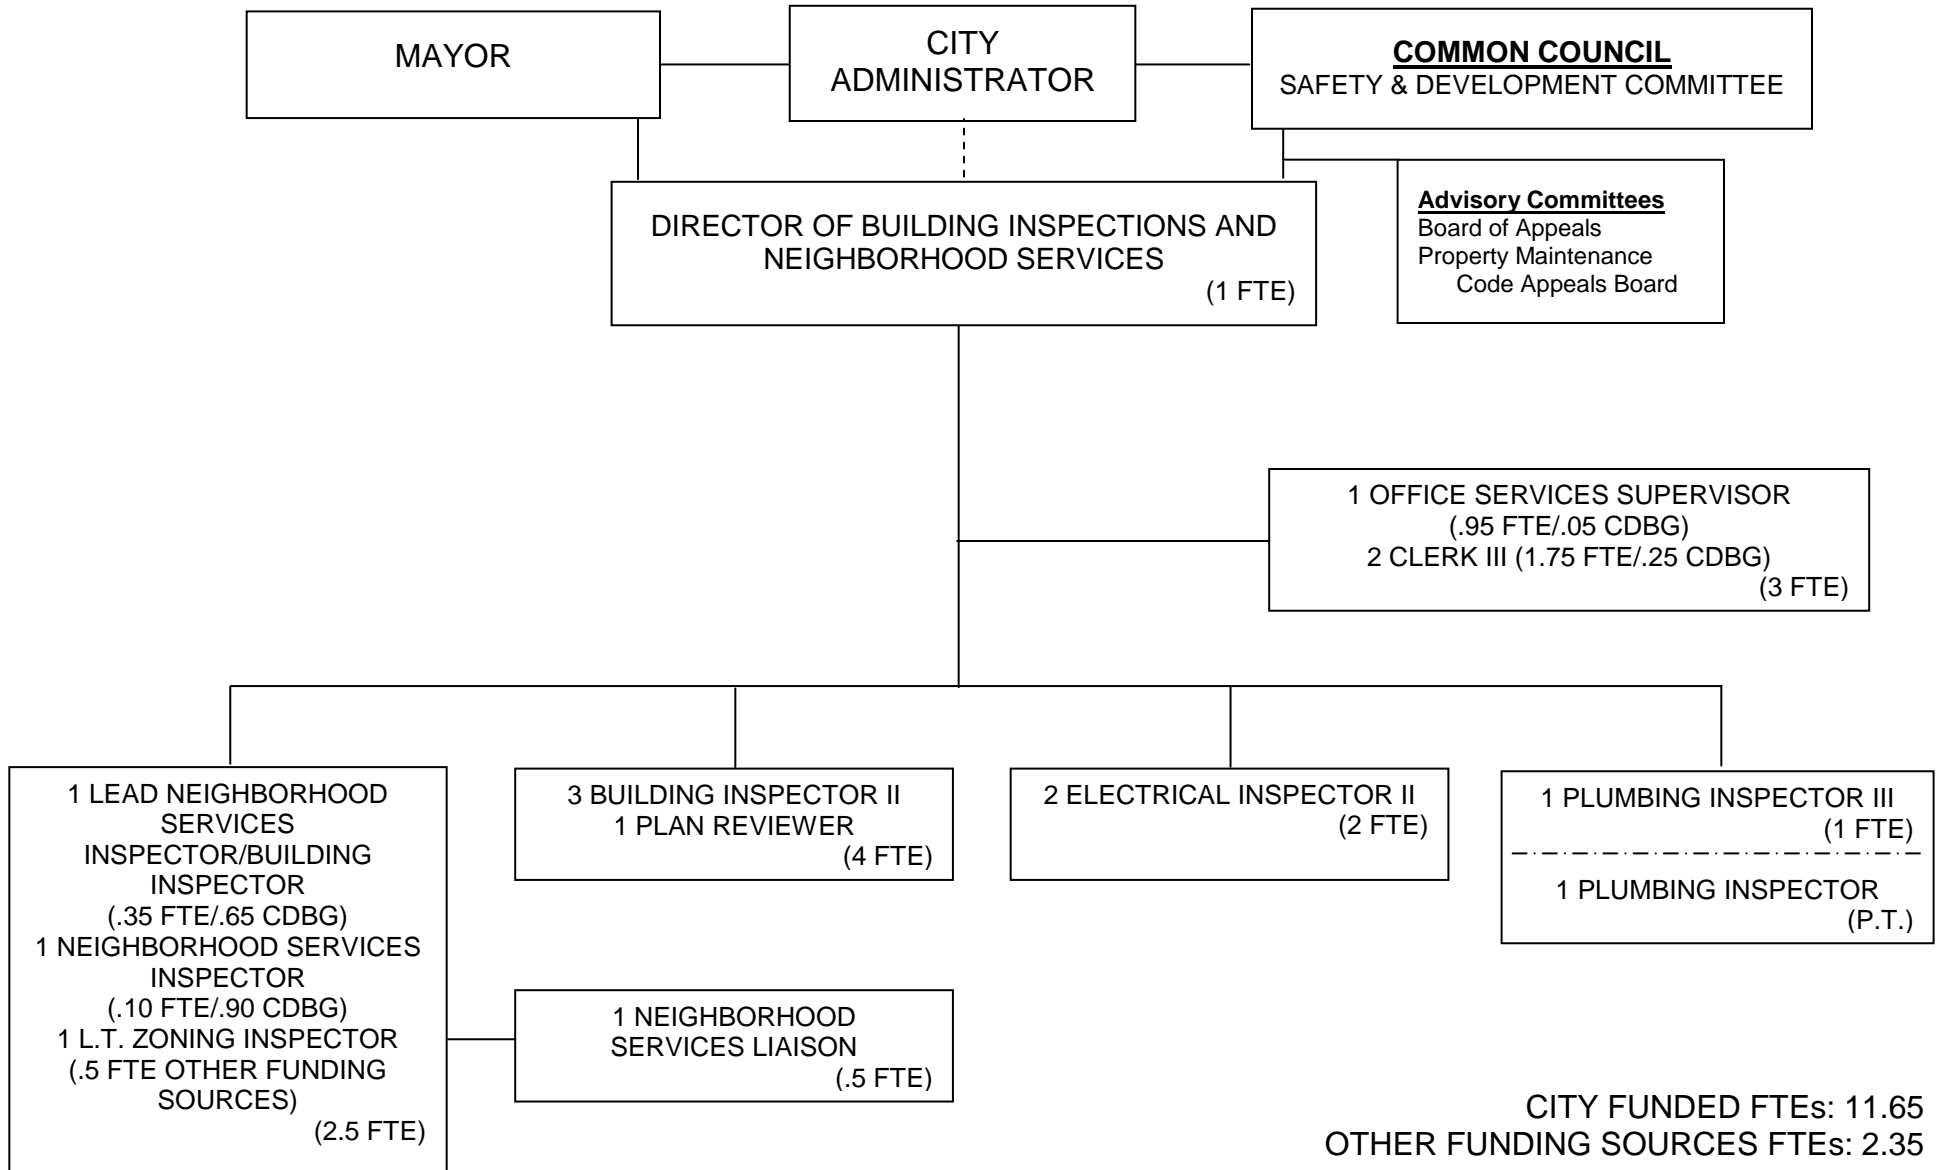 MAYOR
CITY
ADMINISTRATOR
COMMON COUNCIL
SAFETY & DEVELOPMENT COMMITTEE
Advisory Committees
Board of Appeals
Property Maintenance
Code Appeals Board
DIRECTOR OF BUILDING INSPECTIONS AND
NEIGHBORHOOD SERVICES
(1 FTE)
1 OFFICE SERVICES SUPERVISOR
(.95 FTE/.05 CDBG)
2 CLERK III (1.75 FTE/.25 CDBG)
(3 FTE)
1 LEAD NEIGHBORHOOD
SERVICES
INSPECTOR/BUILDING
INSPECTOR
(.35 FTE/.65 CDBG)
1 NEIGHBORHOOD SERVICES
INSPECTOR
(.10 FTE/.90 CDBG)
1 L.T. ZONING INSPECTOR
(.5 FTE OTHER FUNDING
SOURCES)
(2.5 FTE)
3 BUILDING INSPECTOR II
1 PLAN REVIEWER
(4 FTE)
2 ELECTRICAL INSPECTOR II
(2 FTE)
1 PLUMBING INSPECTOR III
(1 FTE)
1 PLUMBING INSPECTOR
(P.T.)
1 NEIGHBORHOOD
SERVICES LIAISON
(.5 FTE)
CITY FUNDED FTEs: 11.65
OTHER FUNDING SOURCES FTEs: 2.35